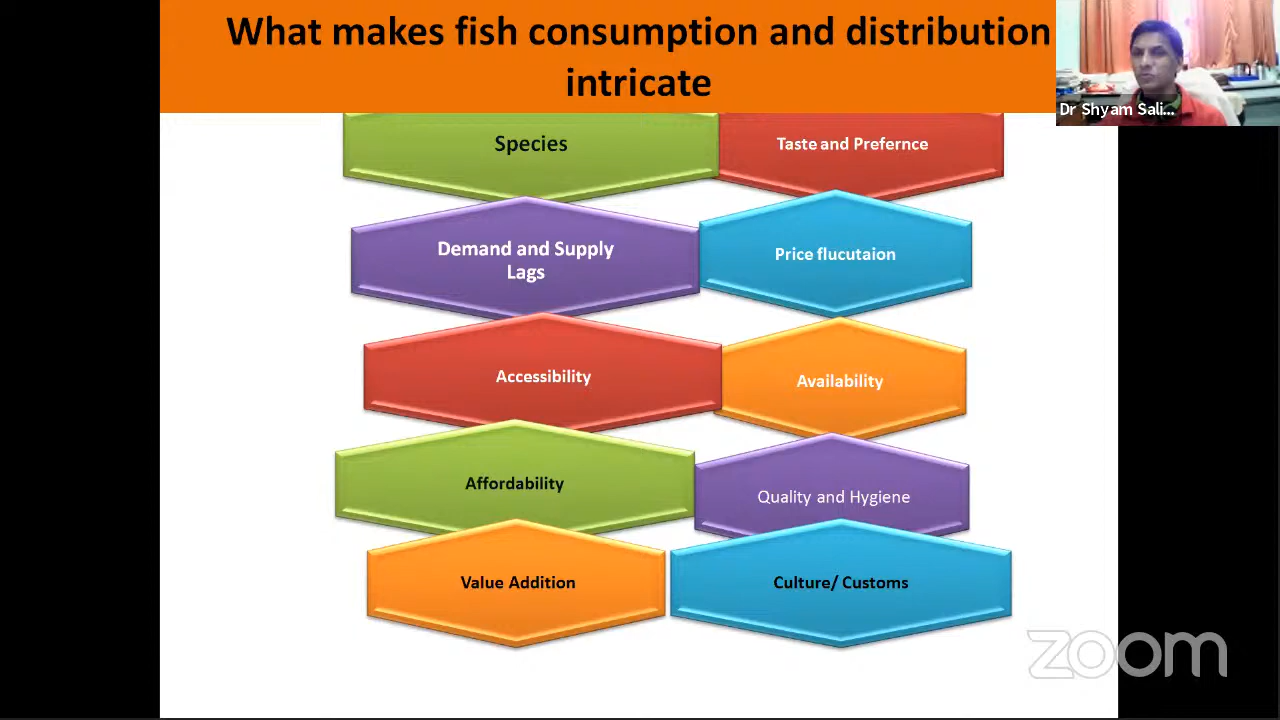 What makes fish consumption and distribution
intricate
Dr Shyam Sali...
Species
Taste and Prefernce
Demand and Supply
Lags
Price flucutaion
Accessibility
Availability
Affordability
Quality and Hygiene
Value Addition
Culture/ Customs
zoom